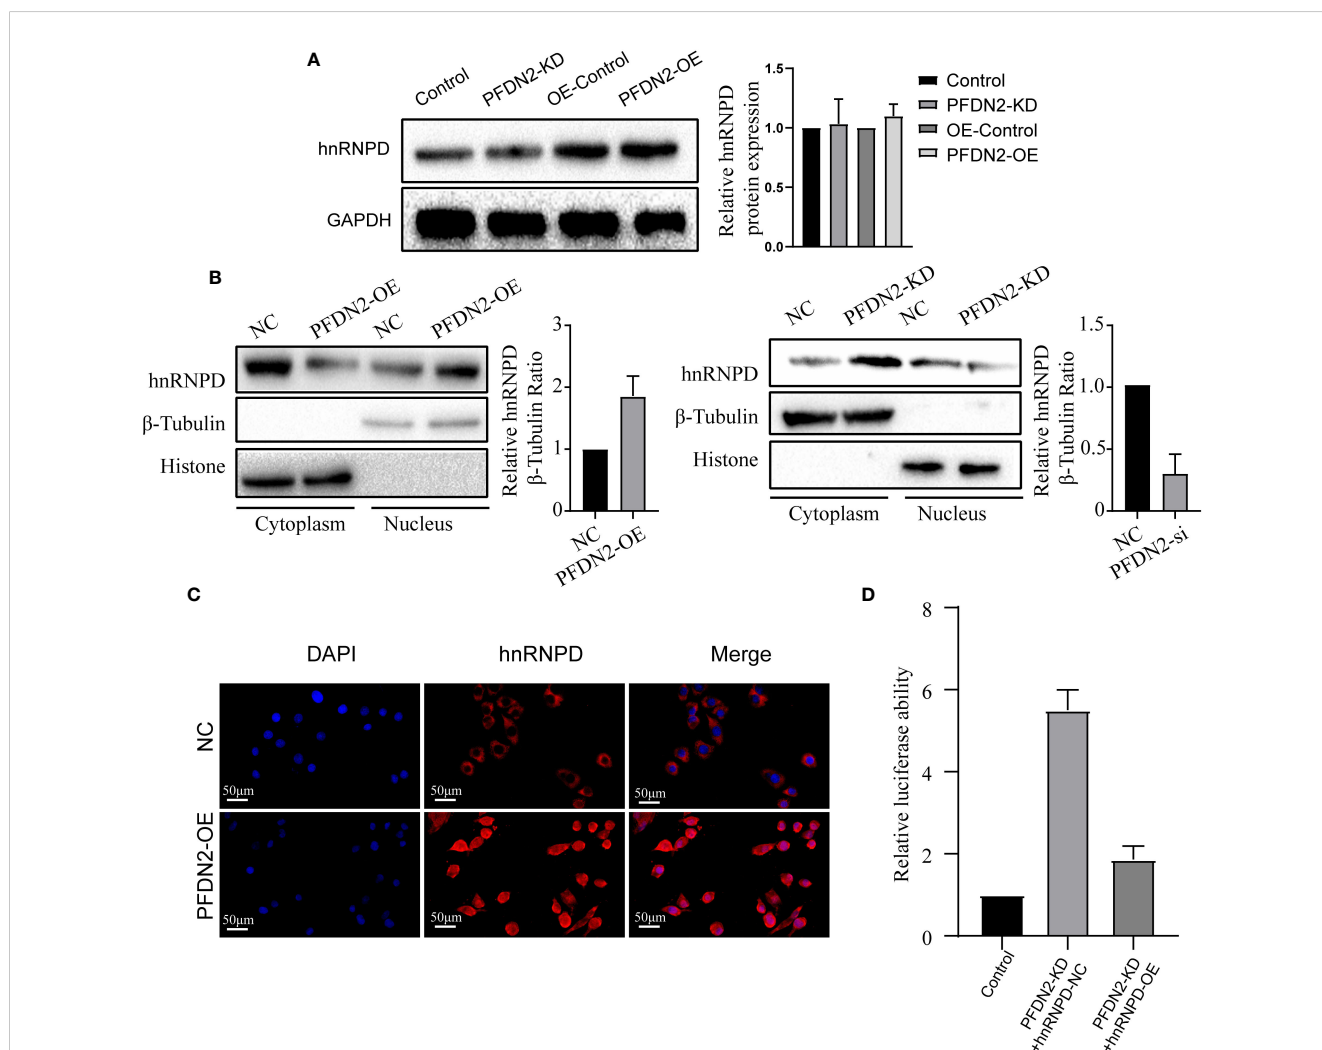 A
Control
PFDN2-KD
OE-Control
PFDN2-OE
hnRNPD
GAPDH
Relative hnRNPD
protein expression
1.5
1.0
0.5
0.0
Control
PFDN2-KD
OE-Control
PFDN2-OE
B
NC
PFDN2-OE
NC
PFDN2-OE
hnRNPD
β-Tubulin
Histone
Cytoplasm
Nucleus
Relative hnRNPD
β-Tubulin Ratio
3
2
1
0
NC
PFDN2-OE
NC
PFDN2-KD
NC
PFDN2-KD
hnRNPD
β-Tubulin
Histone
Cytoplasm
Nucleus
Relative hnRNPD
β-Tubulin Ratio
1.5
1.0
0.5
0
NC
PFDN2-si
C
DAPI
hnRNPD
Merge
NC
50μm
50μm
50μm
PFDN2-OE
50μm
50μm
50μm
D
Relative luciferase ability
8
6
4
2
0
Control
PFDN2-KD
+hnRNPD-NC
PFDN2-KD
+hnRNPD-OE